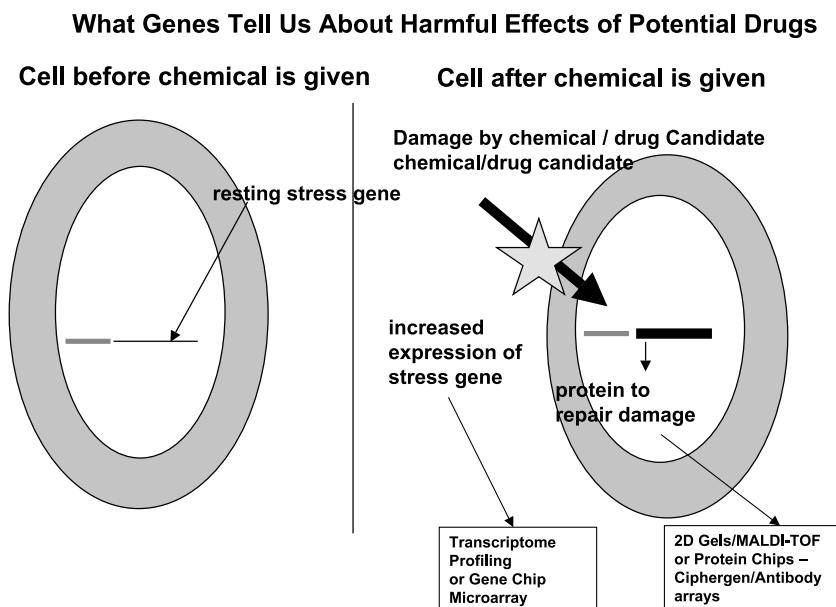 What Genes Tell Us About Harmful Effects of Potential Drugs
Cell before chemical is given
Cell after chemical is given
Damage by chemical / drug Candidate
chemical/drug candidate
resting stress gene
increased
expression of
stress gene
protein to
repair damage
Transcriptome
Profiling
or Gene Chip
Microarray
2D Gels/MALDI-TOF
or Protein Chips –
Ciphergen/Antibody
arrays